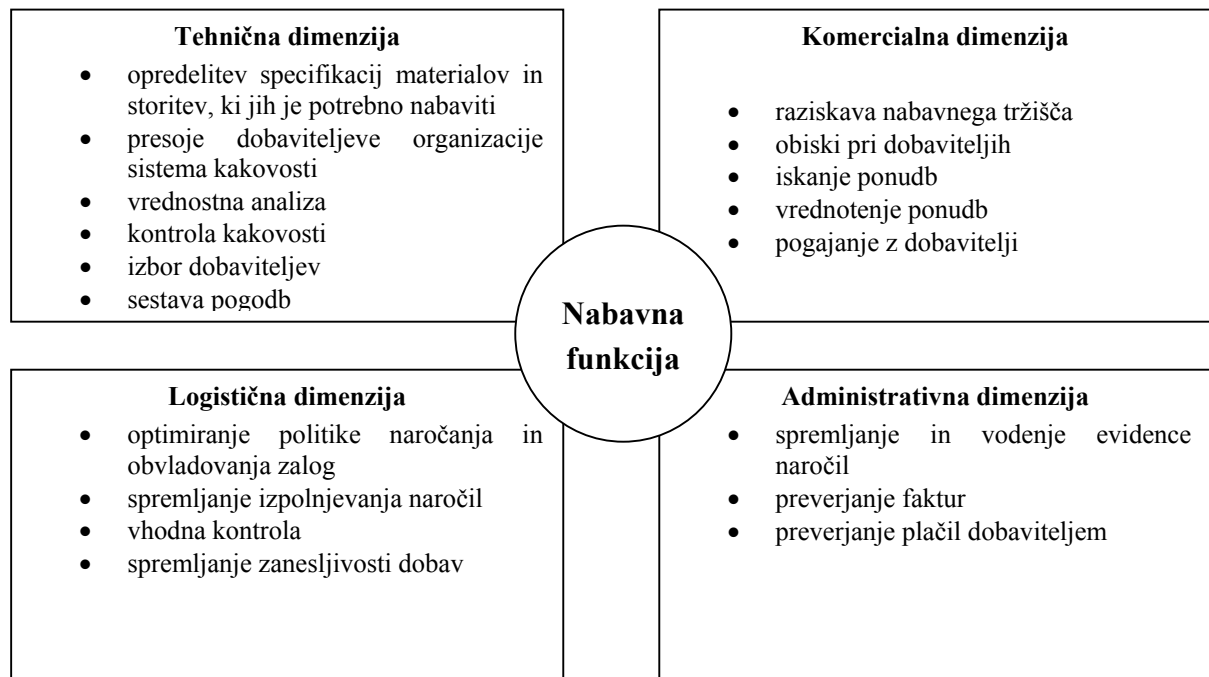 Tehnična dimenzija
• opredelitev specifikacij materialov in
storitev, ki jih je potrebno nabaviti
• presoje dobaviteljeve organizacije
sistema kakovosti
• vrednostna analiza
• kontrola kakovosti
• izbor dobaviteljev
• sestava pogodb
Komercialna dimenzija
• raziskava nabavnega tržišča
• obiski pri dobaviteljih
• iskanje ponudb
• vrednotenje ponudb
• pogajanje z dobavitelji
Nabavna
funkcija
Logistična dimenzija
• optimiranje politike naročanja in
obvladovanja zalog
• spremljanje izpolnjevanja naročil
• vhodna kontrola
• spremljanje zanesljivosti dobav
Administrativna dimenzija
• spremljanje in vodenje evidence
naročil
• preverjanje faktur
• preverjanje plačil dobaviteljem